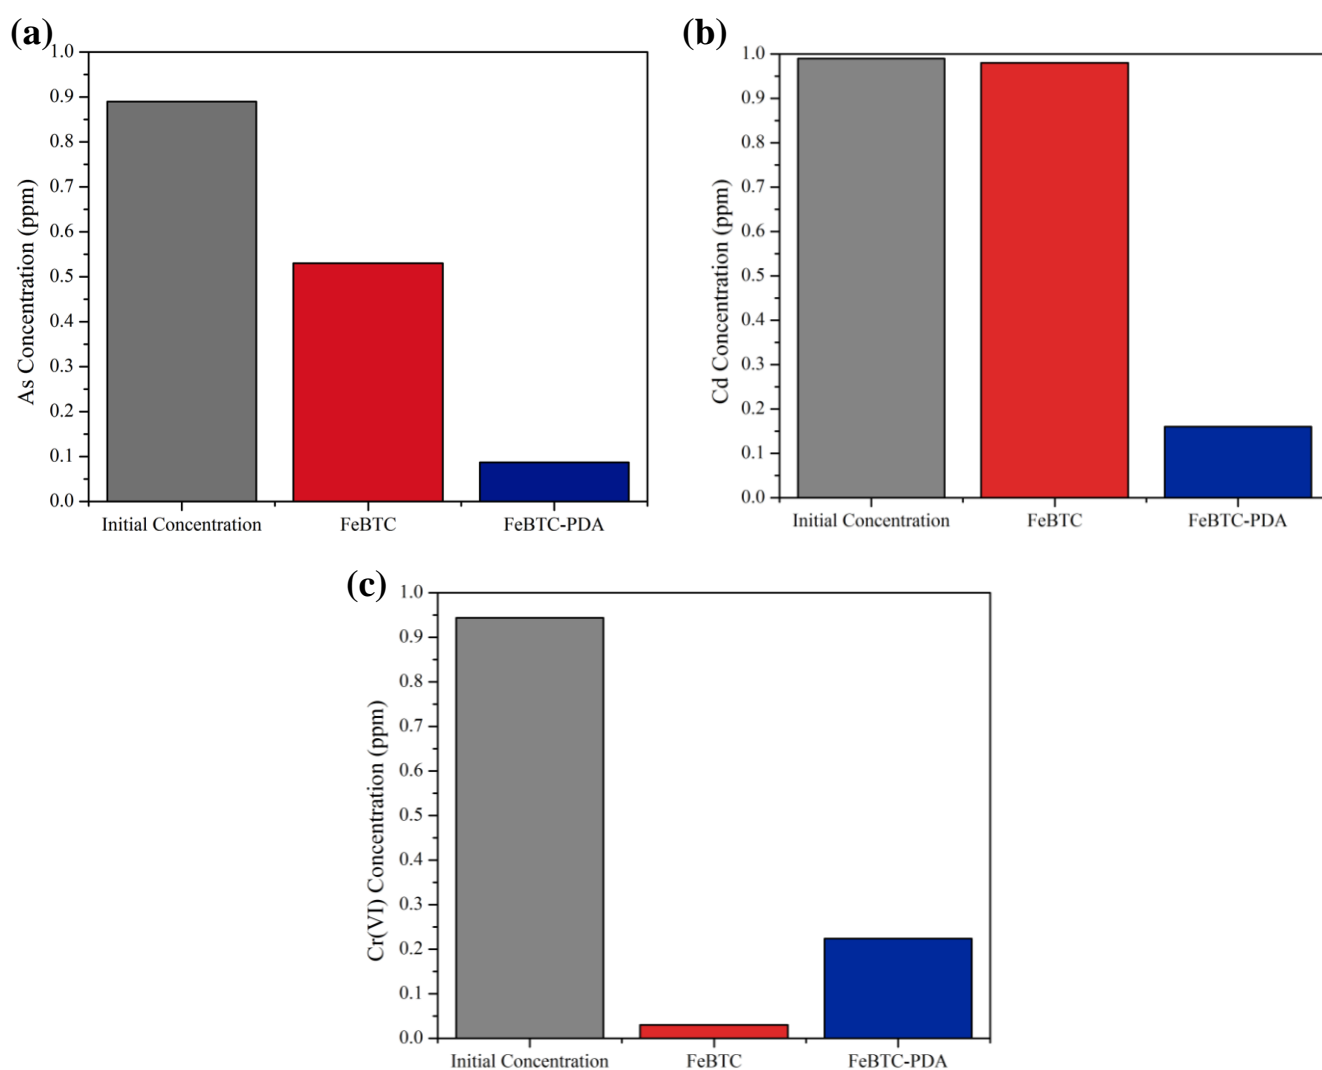 (a)
1.0
0.9
0.8
0.7
0.6
0.5
0.4
0.3
0.2
0.1
0.0
As Concentration (ppm)
Initial Concentration
FeBTC
FeBTC-PDA
(b)
1.0
0.9
0.8
0.7
0.6
0.5
0.4
0.3
0.2
0.1
0.0
Cd Concentration (ppm)
Initial Concentration
FeBTC
FeBTC-PDA
(c)
1.0
0.9
0.8
0.7
0.6
0.5
0.4
0.3
0.2
0.1
0.0
Cr(VI) Concentration (ppm)
Initial Concentration
FeBTC
FeBTC-PDA